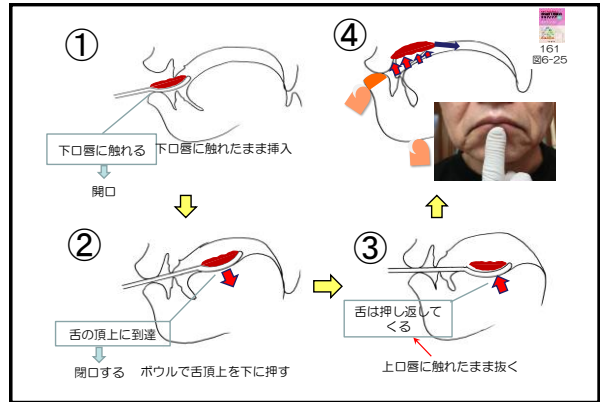 ①
下口唇に触れる
下口唇に触れたまま挿入
開口
②
舌の頂上に到達
閉口する
ボウルで舌頂上を下に押す
③
舌は押し返して
くる
上口唇に触れたまま抜く
④
161
図6-25